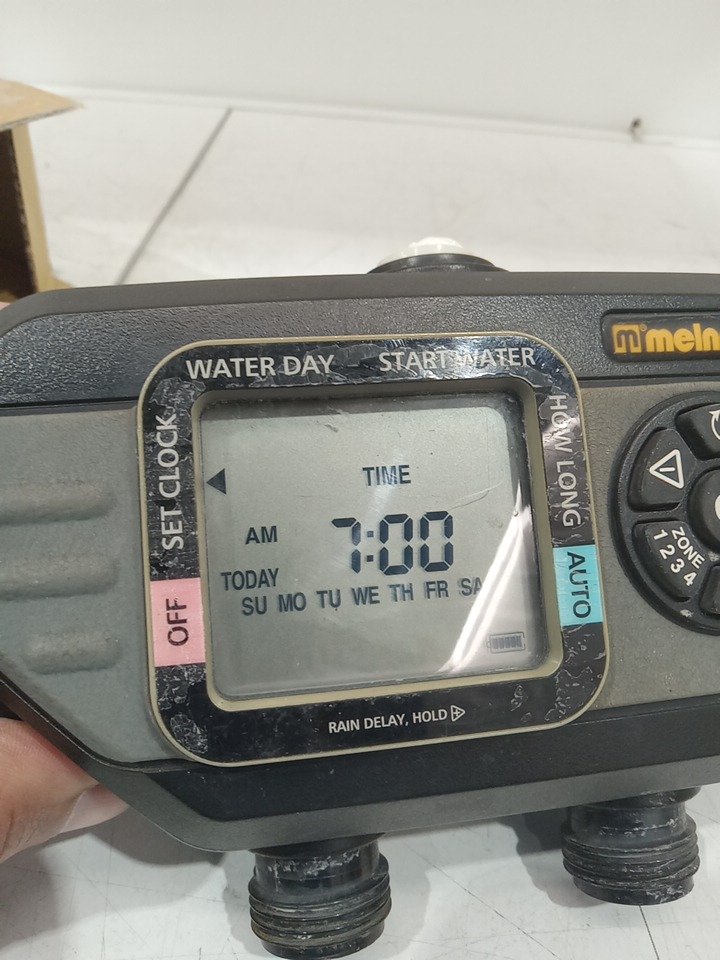 meln
WATER DAY
START WATER
SET CLOCK
HOW LONG
TIME
AM 7:00
TODAY
SU MO TU WE TH FR SA
OFF
AUTO
ZONE
1 2 3 4
RAIN DELAY, HOLD